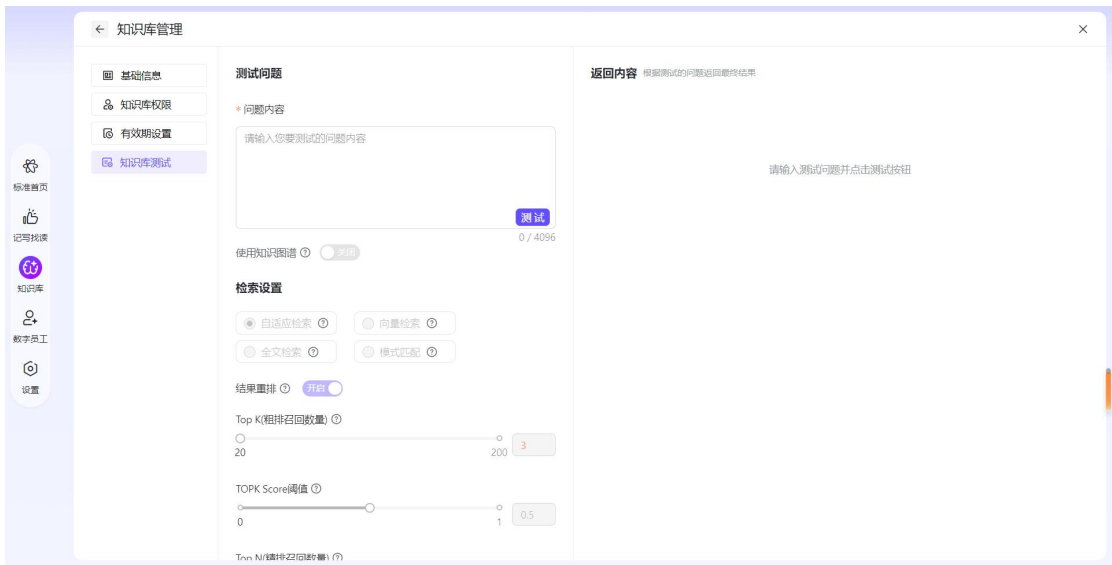 知识库管理
基础信息
知识库权限
有效期设置
知识库测试
标准首页
记写找读
知识库
数字员工
设置
测试问题
* 问题内容
请输入您要测试的问题内容
测试
0 / 4096
使用知识图谱
关闭
检索设置
自适应检索
向量检索
全文检索
模式匹配
结果重排
开启
Top K(粗排召回数量)
20
200
3
TOPK Score阈值
0
1
0.5
Top N(精排召回数量)
返回内容 根据测试的问题返回最终结果
请输入测试问题并点击测试按钮